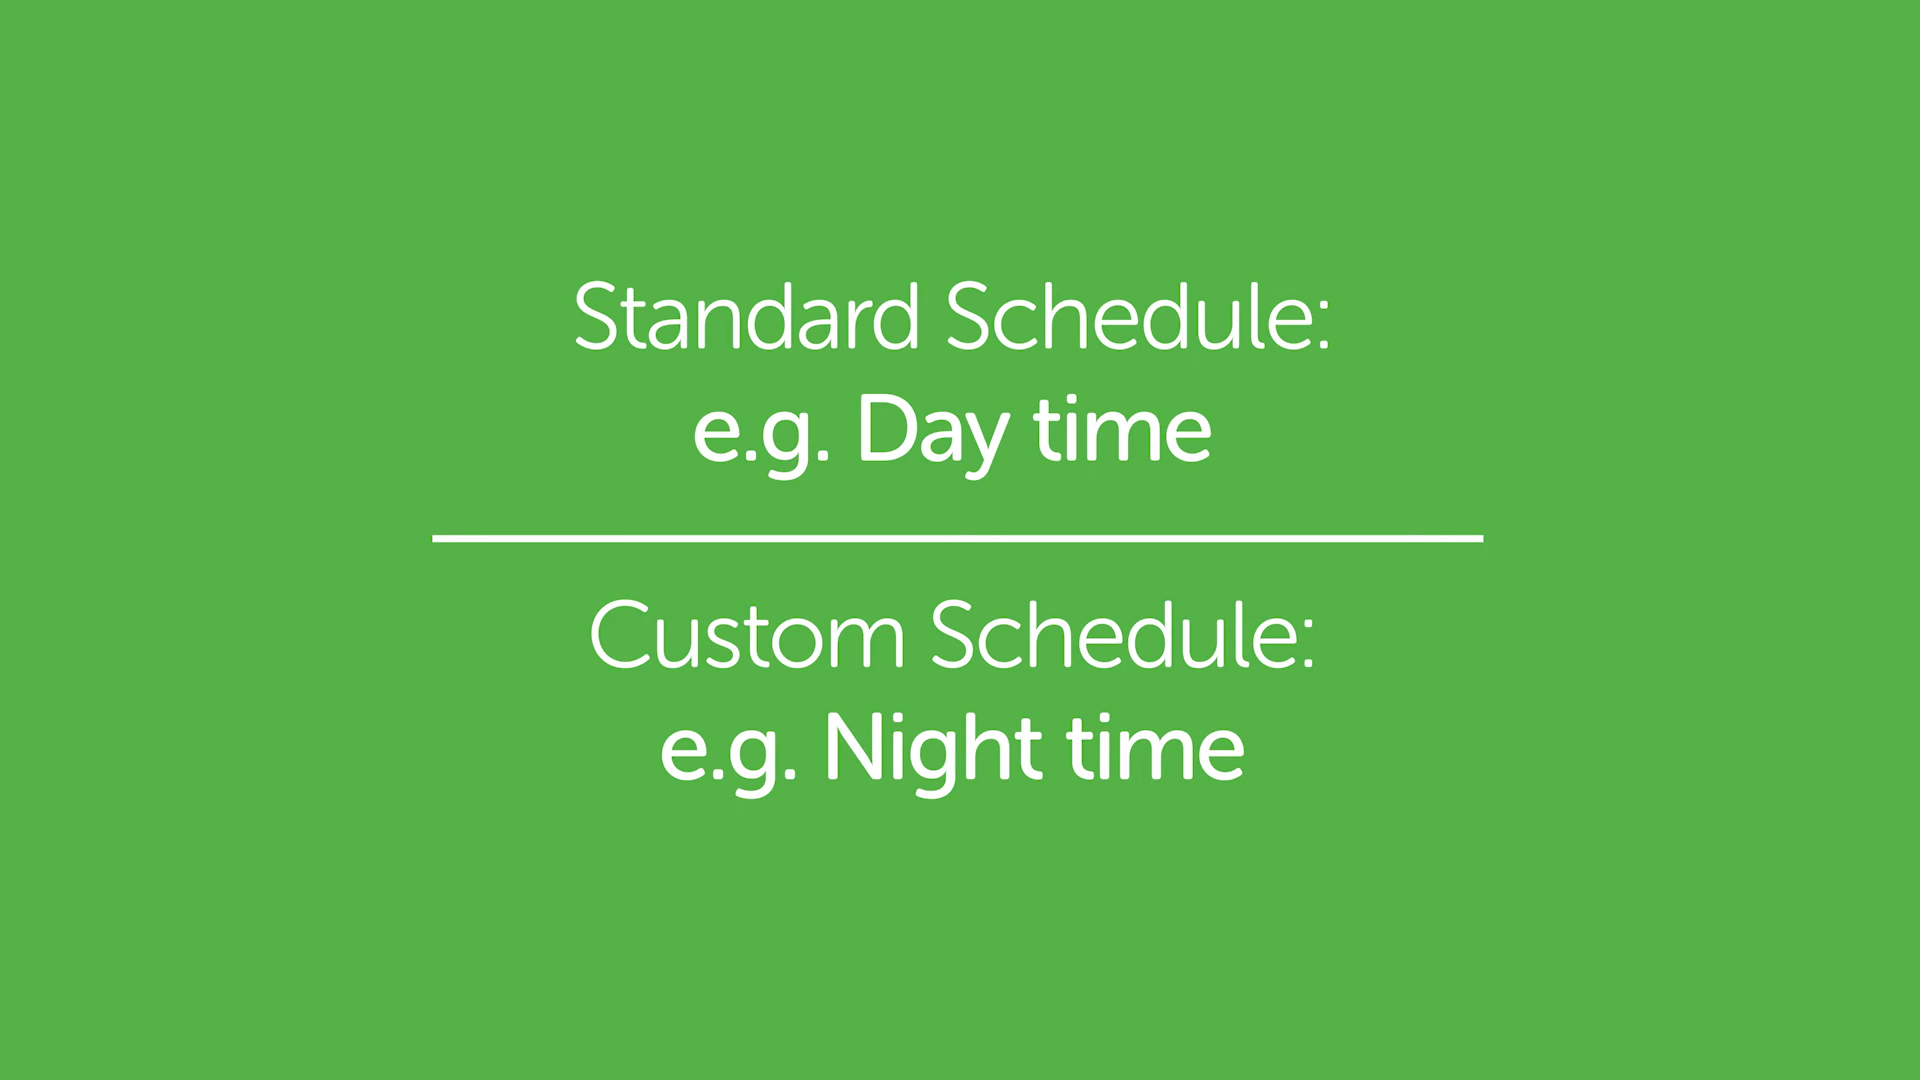 Standard Schedule:
e.g. Day time
Custom Schedule:
e.g. Night time